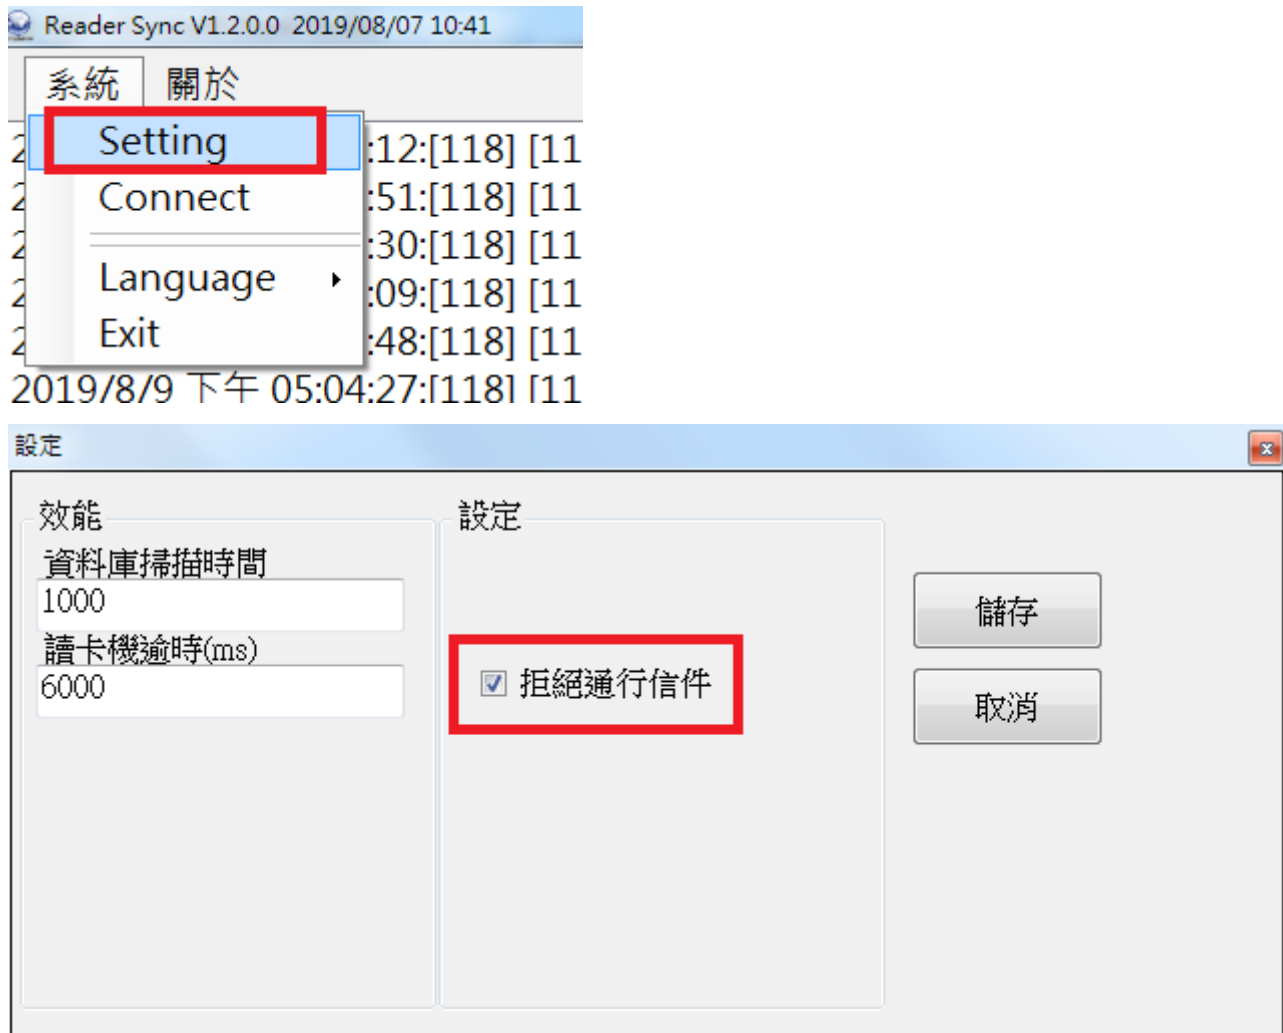 Reader Sync V1.2.0.0 2019/08/07 10:41
系統 關於
Setting
:12:[118] [11
Connect
:51:[118] [11
:30:[118] [11
Language
:09:[118] [11
Exit
:48:[118] [11
2019/8/9 下午 05:04:27:[118] [11
設定
效能
設定
資料庫掃描時間
1000
讀卡機逾時(ms)
6000
拒絕通行信件
儲存
取消